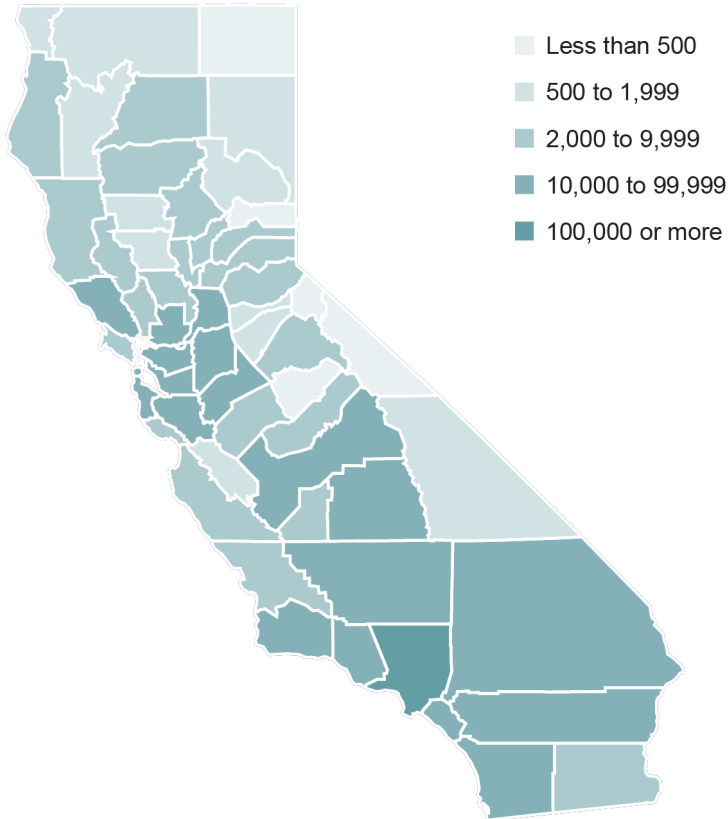 Less than 500
500 to 1,999
2,000 to 9,999
10,000 to 99,999
100,000 or more